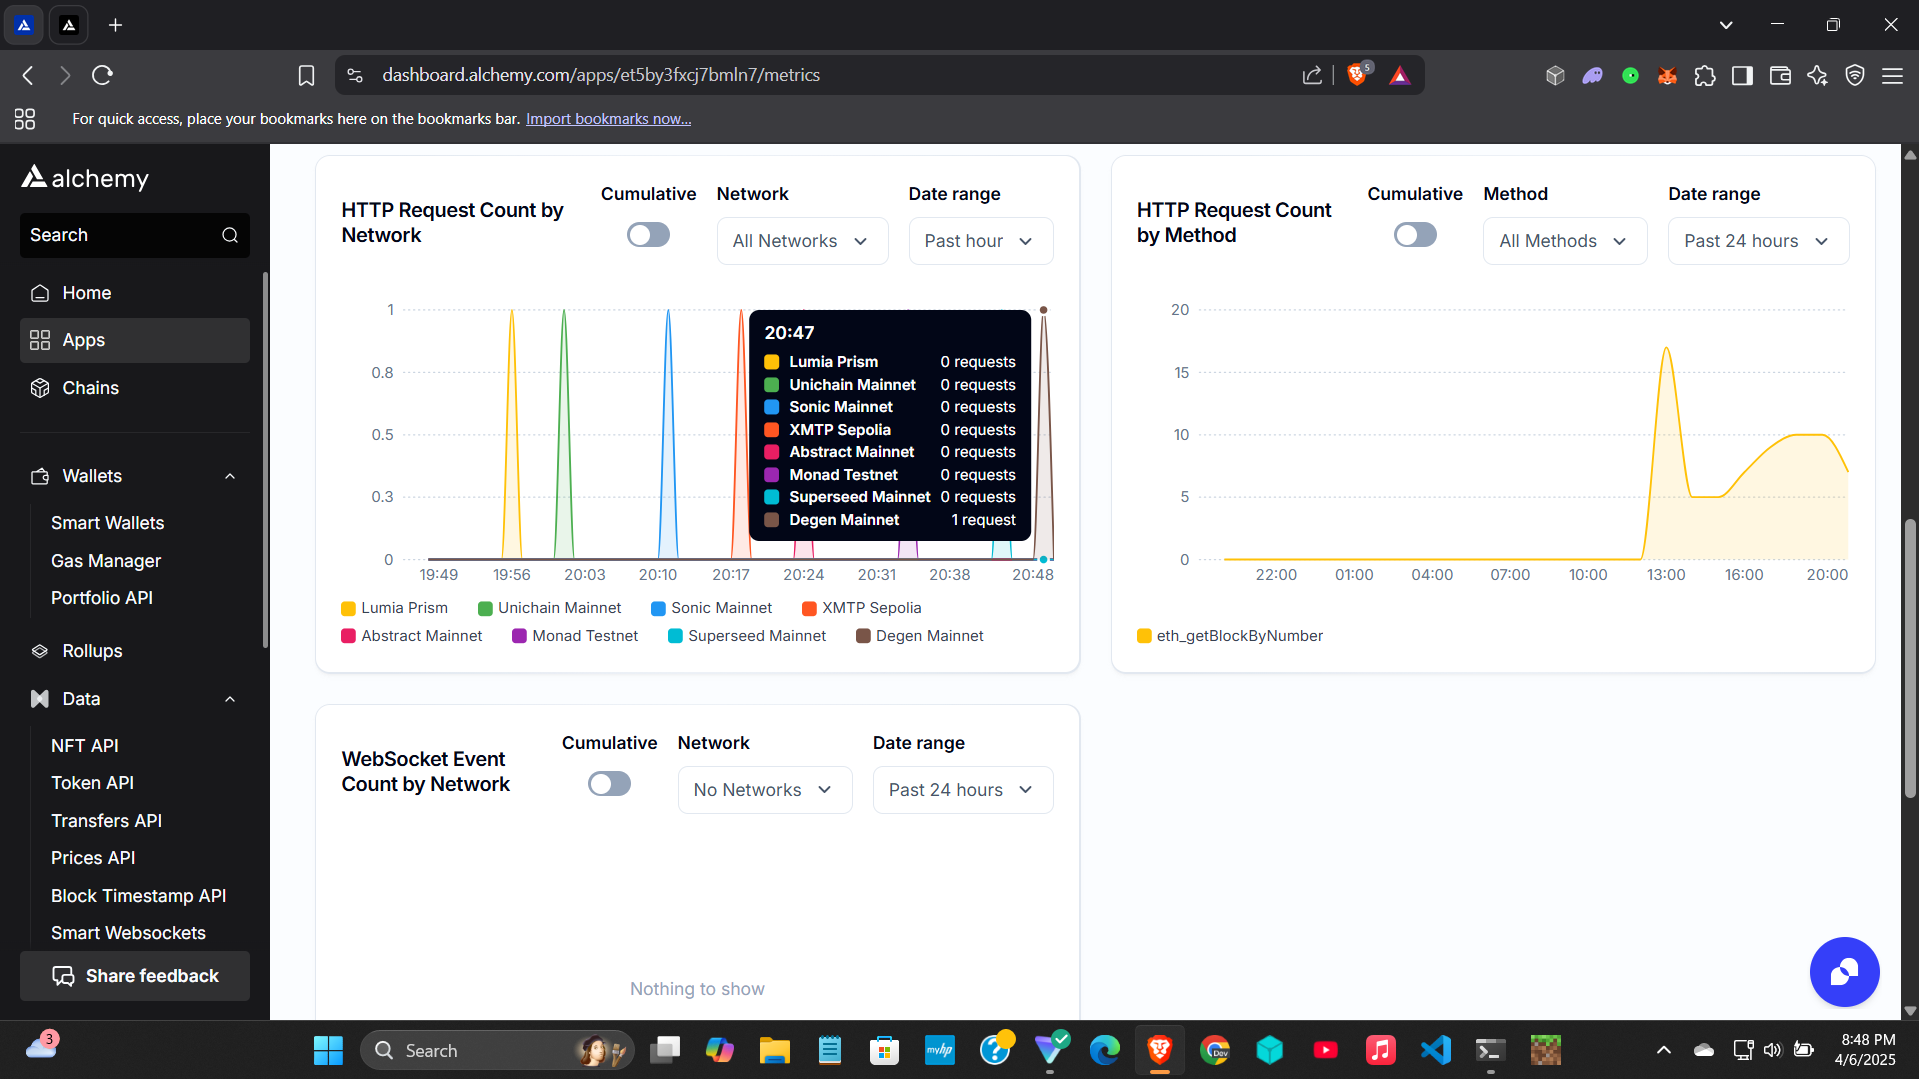 dashboard.alchemy.com/apps/et5by3fxcj7bmln7/metrics
5
For quick access, place your bookmarks here on the bookmarks bar. Import bookmarks now...
alchemy
Search
Home
Apps
Chains
Wallets
Smart Wallets
Gas Manager
Portfolio API
Rollups
Data
NFT API
Token API
Transfers API
Prices API
Block Timestamp API
Smart Websockets
Share feedback
HTTP Request Count by
Network
Cumulative
Network
All Networks
Date range
Past hour
1
0.8
0.5
0.3
0
19:49 19:56 20:03 20:10 20:17 20:24 20:31 20:38 20:48
20:47
Lumia Prism 0 requests
Unichain Mainnet 0 requests
Sonic Mainnet 0 requests
XMTP Sepolia 0 requests
Abstract Mainnet 0 requests
Monad Testnet 0 requests
Superseed Mainnet 0 requests
Degen Mainnet 1 request
Lumia Prism Unichain Mainnet Sonic Mainnet XMTP Sepolia
Abstract Mainnet Monad Testnet Superseed Mainnet Degen Mainnet
HTTP Request Count
by Method
Cumulative
Method
All Methods
Date range
Past 24 hours
20
15
10
5
0
22:00 01:00 04:00 07:00 10:00 13:00 16:00 20:00
eth_getBlockByNumber
WebSocket Event
Count by Network
Cumulative
Network
No Networks
Date range
Past 24 hours
Nothing to show
3
Search
myhp
Dev
8:48 PM
4/6/2025